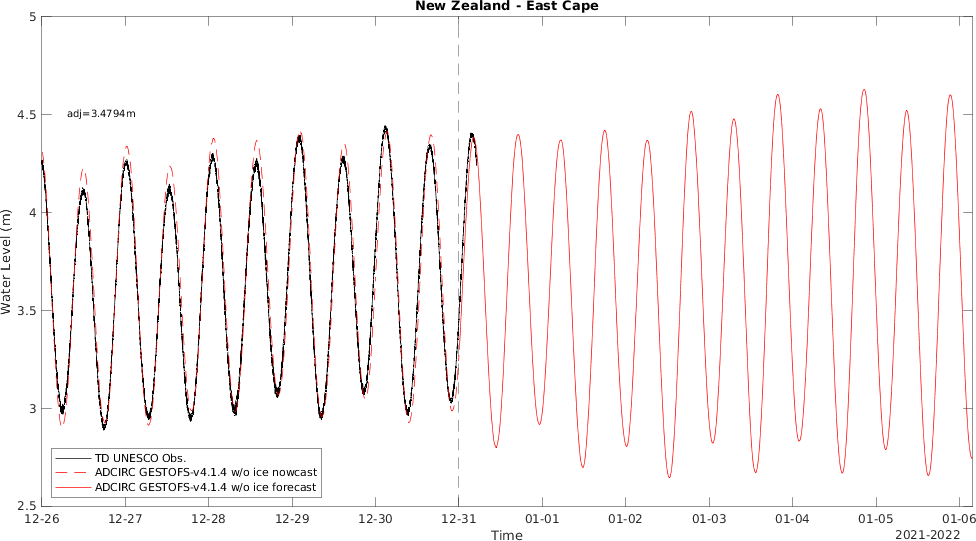 New Zealand - East Cape
5
4.5
4
3.5
3
2.5
Water Level (m)
adj=3.4794m
TD UNESCO Obs.
ADCIRC GESTOFS-v4.1.4 w/o ice nowcast
ADCIRC GESTOFS-v4.1.4 w/o ice forecast
12-26 12-27 12-28 12-29 12-30 12-31 01-01 01-02 01-03 01-04 01-05 01-06
Time
2021-2022